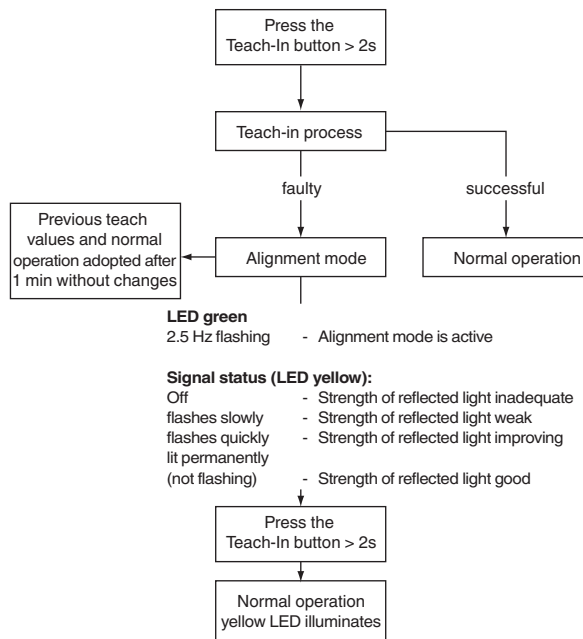 Press the
Teach-In button > 2s
Teach-in process
faulty
successful
Previous teach
values and normal
operation adopted after
1 min without changes
Alignment mode
Normal operation
LED green
2.5 Hz flashing - Alignment mode is active
Signal status (LED yellow):
Off - Strength of reflected light inadequate
flashes slowly - Strength of reflected light weak
flashes quickly - Strength of reflected light improving
lit permanently
(not flashing) - Strength of reflected light good
Press the
Teach-In button > 2s
Normal operation
yellow LED illuminates